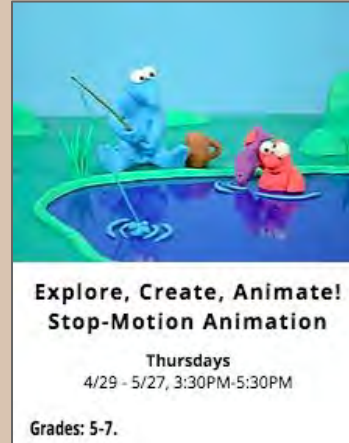 Explore, Create, Animate!
Stop-Motion Animation
Thursdays
4/29 - 5/27, 3:30PM-5:30PM
Grades: 5-7.